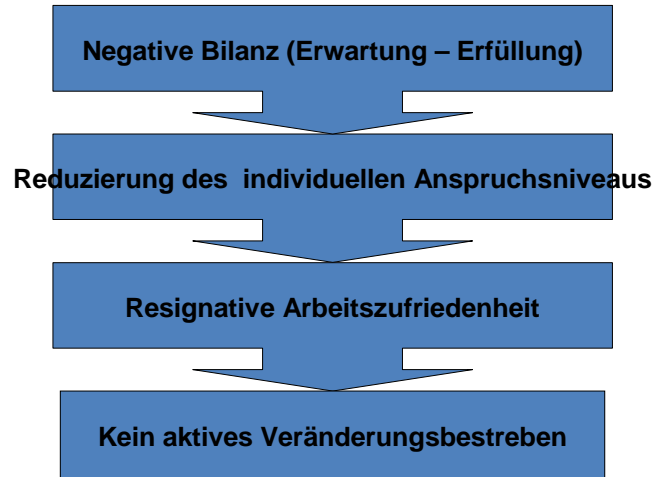 Negative Bilanz (Erwartung – Erfüllung)
Reduzierung des individuellen Anspruchsniveaus
Resignative Arbeitszufriedenheit
Kein aktives Veränderungsbestreben